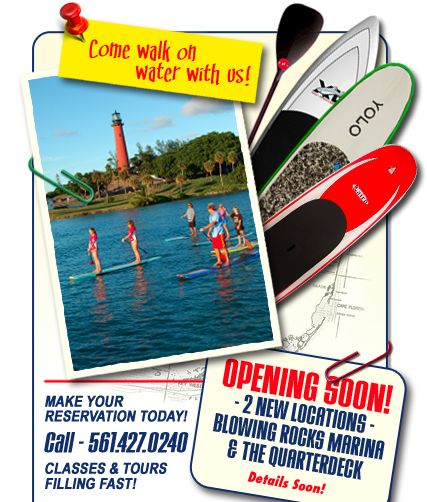 Come walk on
water with us!
YOLO
OPENING SOON!
- 2 NEW LOCATIONS -
BLOWING ROCKS MARINA
& THE QUARTERDECK
Details Soon!
MAKE YOUR
RESERVATION TODAY!
Call - 561.427.0240
CLASSES & TOURS
FILLING FAST!